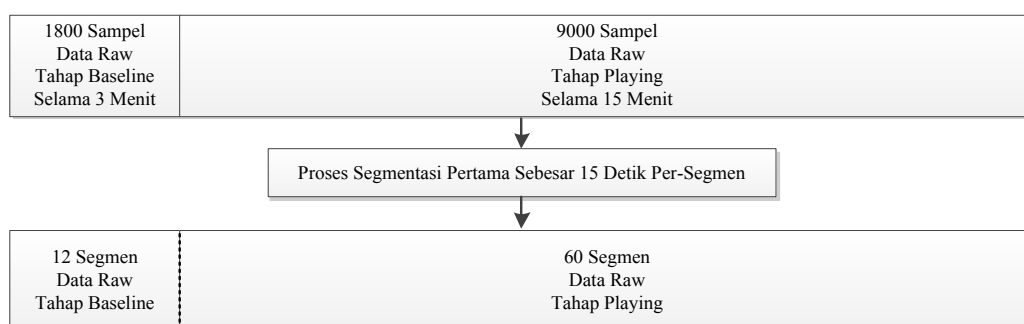 1800 Sampel
Data Raw
Tahap Baseline
Selama 3 Menit
9000 Sampel
Data Raw
Tahap Playing
Selama 15 Menit
Proses Segmentasi Pertama Sebesar 15 Detik Per-Segmen
12 Segmen
Data Raw
Tahap Baseline
60 Segmen
Data Raw
Tahap Playing